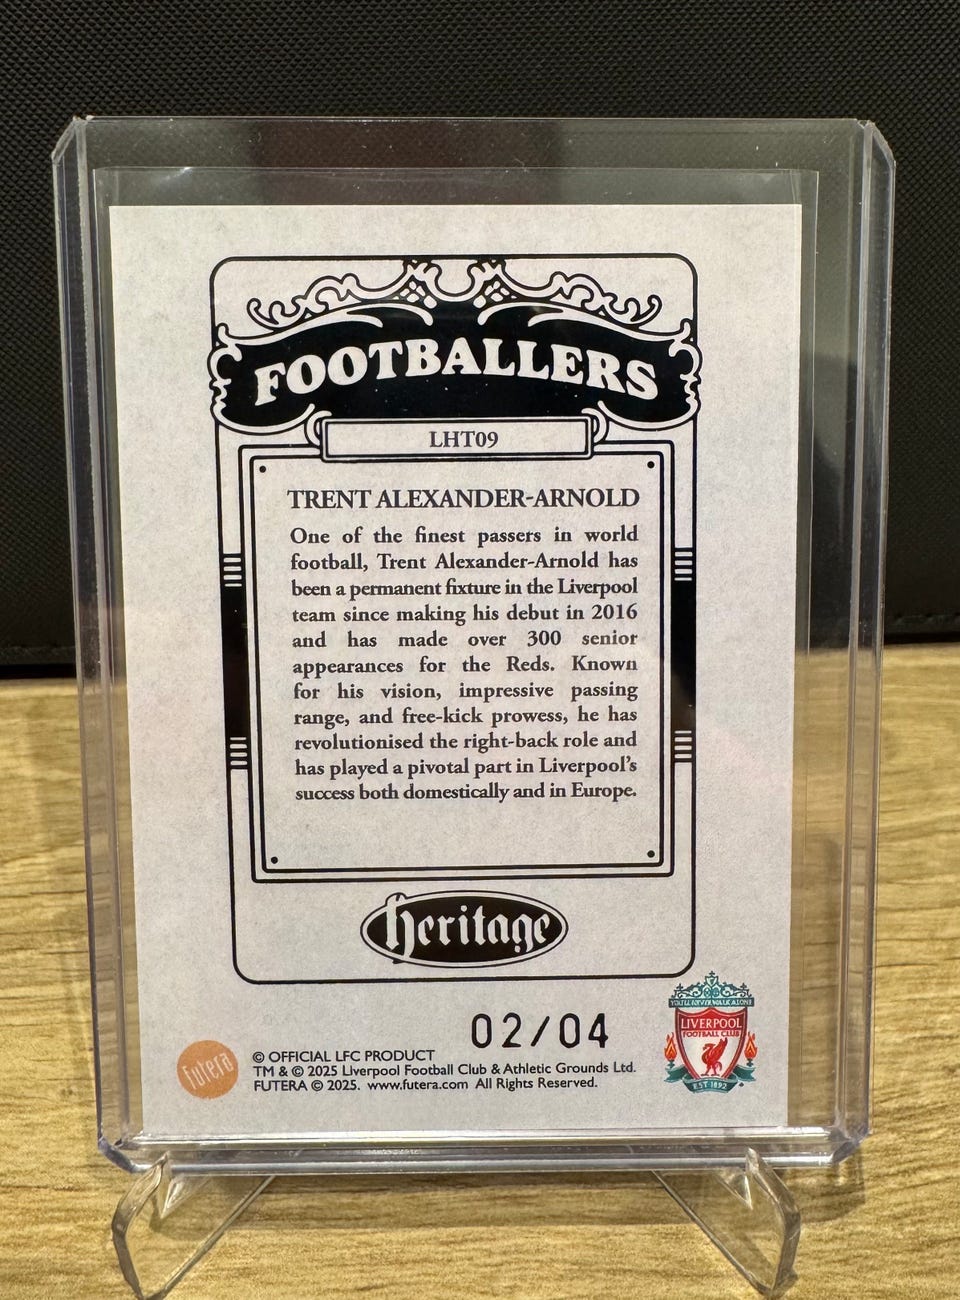 FOOTBALLERS
LHT09
TRENT ALEXANDER-ARNOLD
One of the finest passers in world
football, Trent Alexander-Arnold has
been a permanent fixture in the Liverpool
team since making his debut in 2016
and has made over 300 senior
appearances for the Reds. Known
for his vision, impressive passing
range, and free-kick prowess, he has
revolutionised the right-back role and
has played a pivotal part in Liverpool's
success both domestically and in Europe.
heritage
02/04
futera
© OFFICIAL LFC PRODUCT
TM & © 2025 Liverpool Football Club & Athletic Grounds Ltd.
FUTERA © 2025. www.futera.com All Rights Reserved.
YOU'LL NEVER WALK ALONE
LIVERPOOL
FOOTBALL CLUB
EST 1892